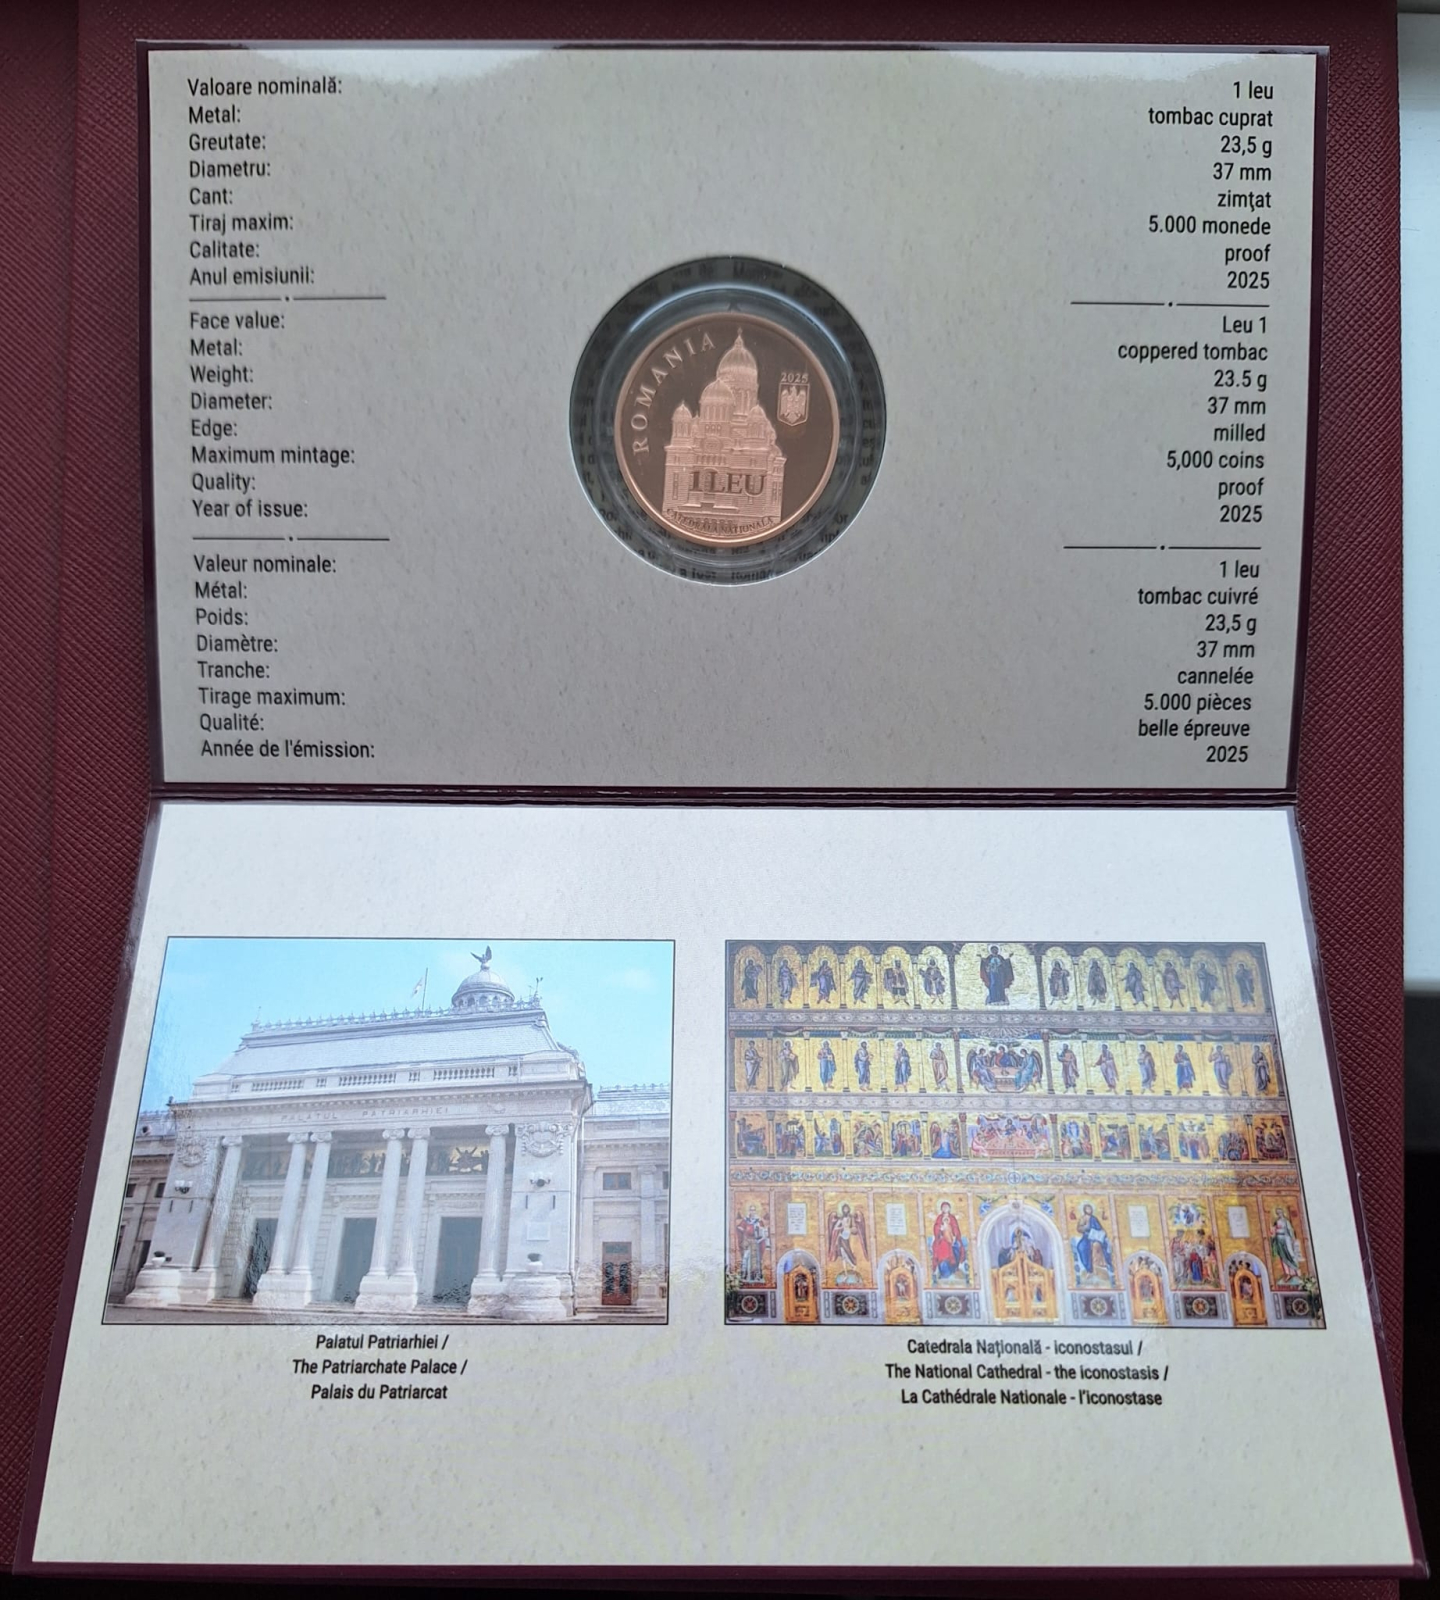 Valoare nominală: 1 leu
Metal: tombac cuprat
Greutate: 23,5 g
Diametru: 37 mm
Cant: zimţat
Tiraj maxim: 5.000 monede
Calitate: proof
Anul emisiunii: 2025
Face value: Leu 1
Metal: coppered tombac
Weight: 23.5 g
Diameter: 37 mm
Edge: milled
Maximum mintage: 5,000 coins
Quality: proof
Year of issue: 2025
Valeur nominale: 1 leu
Métal: tombac cuivré
Poids: 23,5 g
Diamètre: 37 mm
Tranche: cannelée
Tirage maximum: 5.000 pièces
Qualité: belle épreuve
Année de l'émission: 2025
ROMANIA
2025
1 LEU
CATEDRALA NAȚIONALĂ
PALATUL PATRIARHIEI
Palatul Patriarhiei /
The Patriarchate Palace /
Palais du Patriarcat
Catedrala Naţională - iconostasul /
The National Cathedral - the iconostasis /
La Cathédrale Nationale - l'iconostase